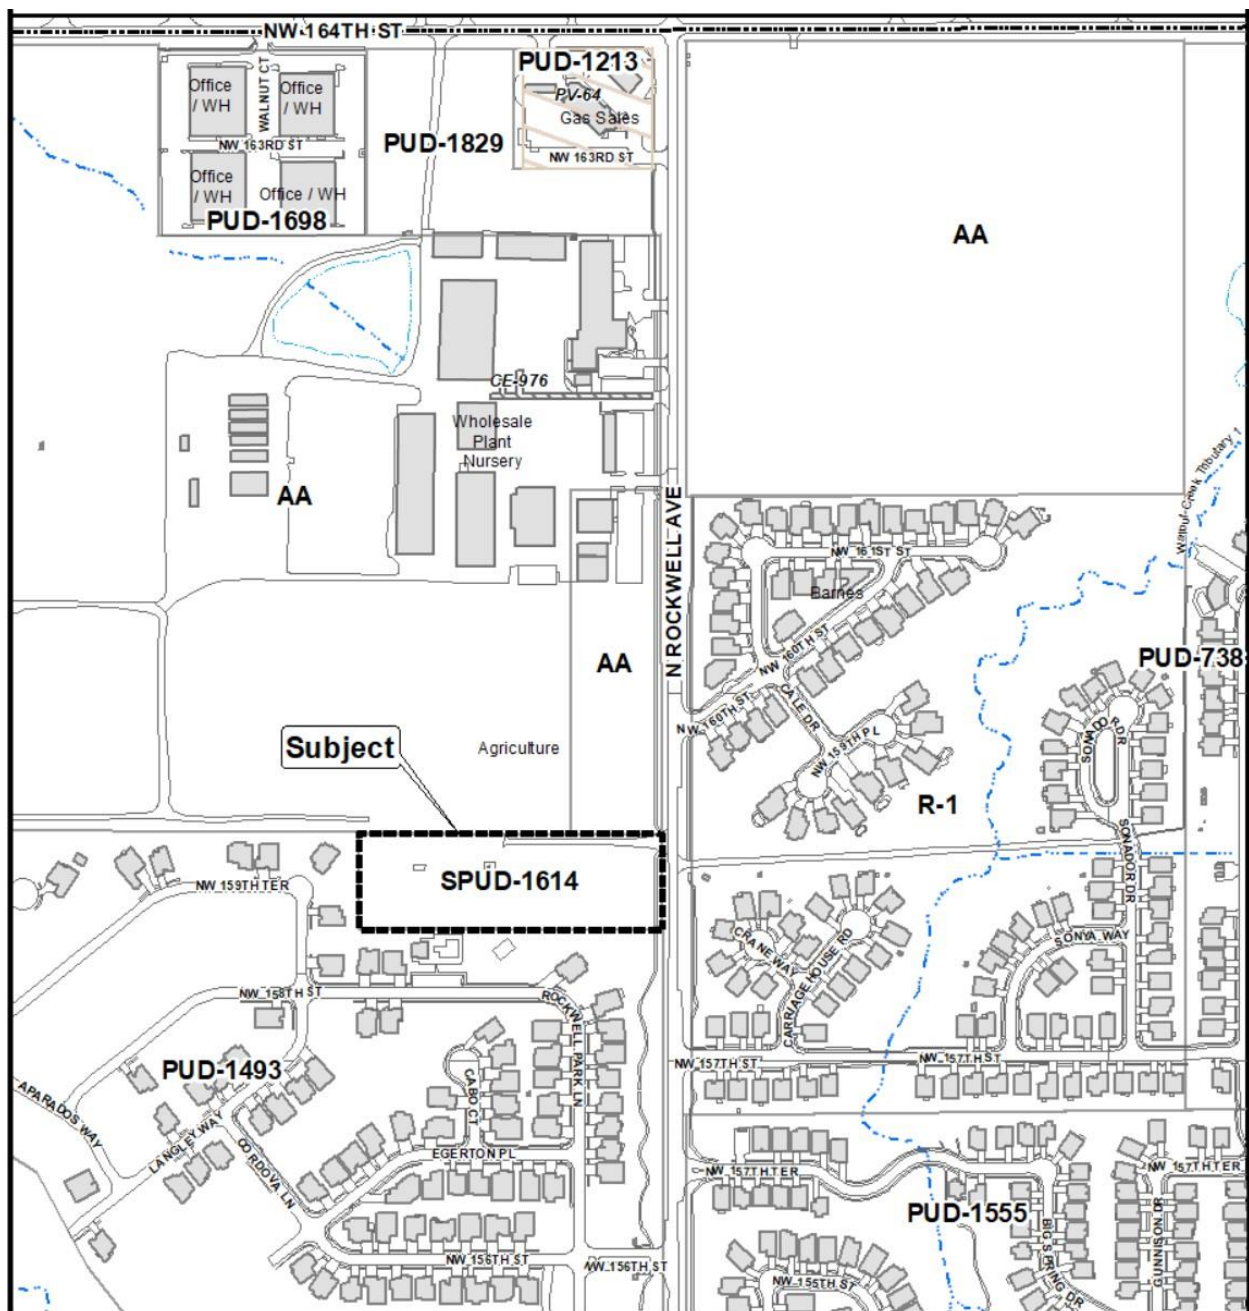 NW 164TH ST
PUD-1213
Office
/ WH
WALNUT CT
Office
/ WH
PV-64
Gas Sales
PUD-1829
NW 163RD ST
NW 163RD ST
Office
/ WH
Office / WH
PUD-1698
AA
CE-976
Wholesale
Plant
Nursery
Walnut Creek Tributary 1
AA
N ROCKWELL AVE
NW 161ST ST
Barnes
NW 160TH ST
AA
PUD-738
CALE DR
NW 160TH ST
SONADOR DR
Subject
Agriculture
NW 159TH PL
R-1
SONADOR DR
SPUD-1614
NW 159TH TER
CRANE WAY
CARRIAGE HOUSE RD
SONYA WAY
NW 158TH ST
ROCKWELL PARK LN
NW 157TH ST
NW 157TH ST
PUD-1493
CABO CT
APARADOS WAY
LANGLEY WAY
CORDOVA LN
EGERTON PL
NW 157TH TER
NW 157TH TER
PUD-1555
BIG SPRING DR
GUNNISON DR
NW 156TH ST
NW 156TH ST
NW 155TH ST